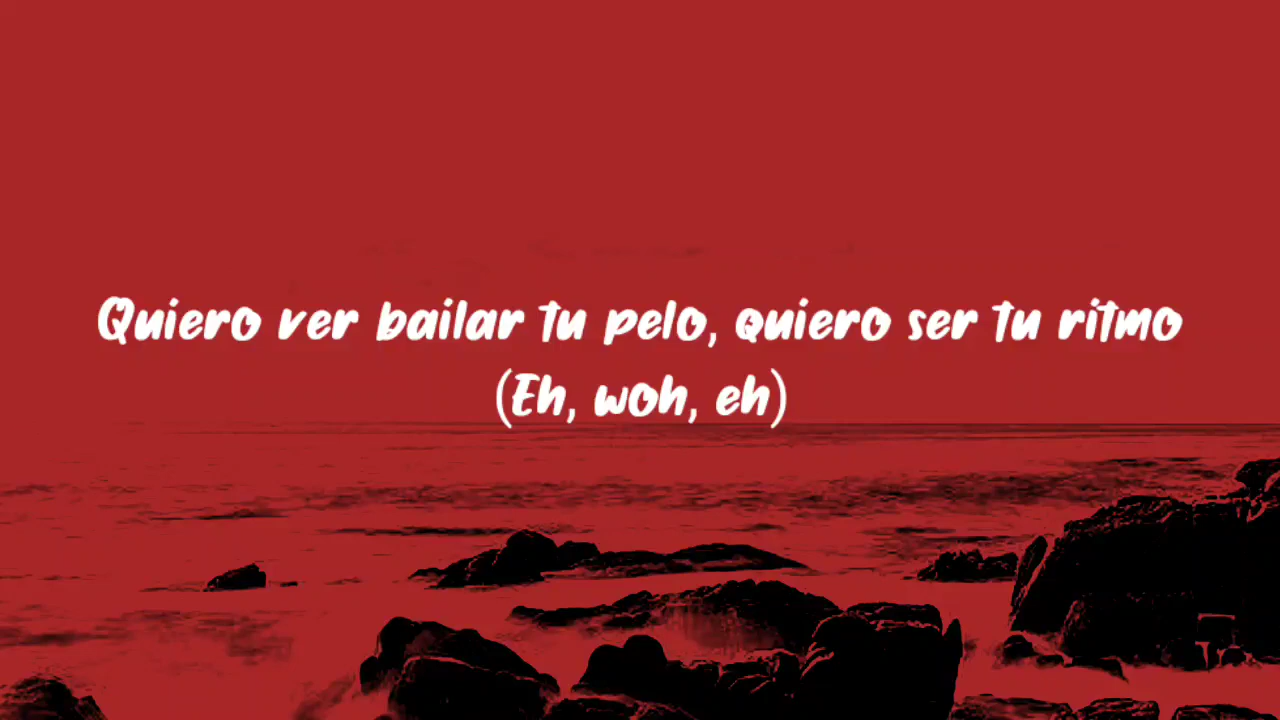 Quiero ver bailar tu pelo, quiero ser tu ritmo
(Eh, woh, eh)